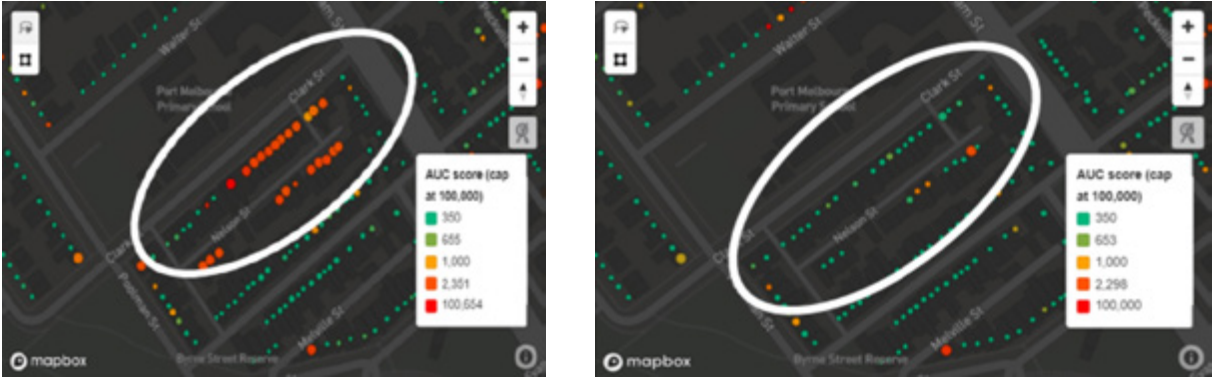 Walter St
Clark St
Port Melbourne
Primary School
Nelson St
Clark St
Poolman St
Melville St
Byrne Street Reserve
AUC score (cap
at 100,000)
350
655
1,000
2,351
100,654
mapbox
Walter St
Clark St
Port Melbourne
Primary
Nelson St
Clark St
St
Melville St
Byrne Street Reserve
AUC score (cap
at 100,000)
350
653
1,000
2,298
100,000
mapbox